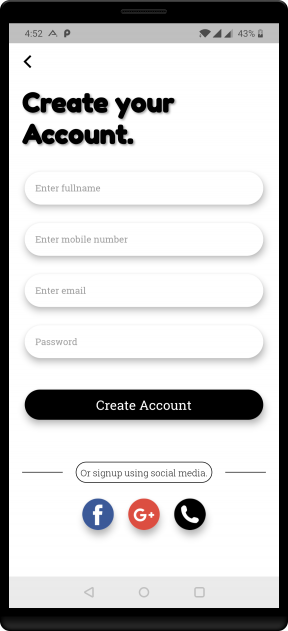 4:52
43%
Create your
Account.
Enter fullname
Enter mobile number
Enter email
Password
Create Account
Or signup using social media.
f
G+